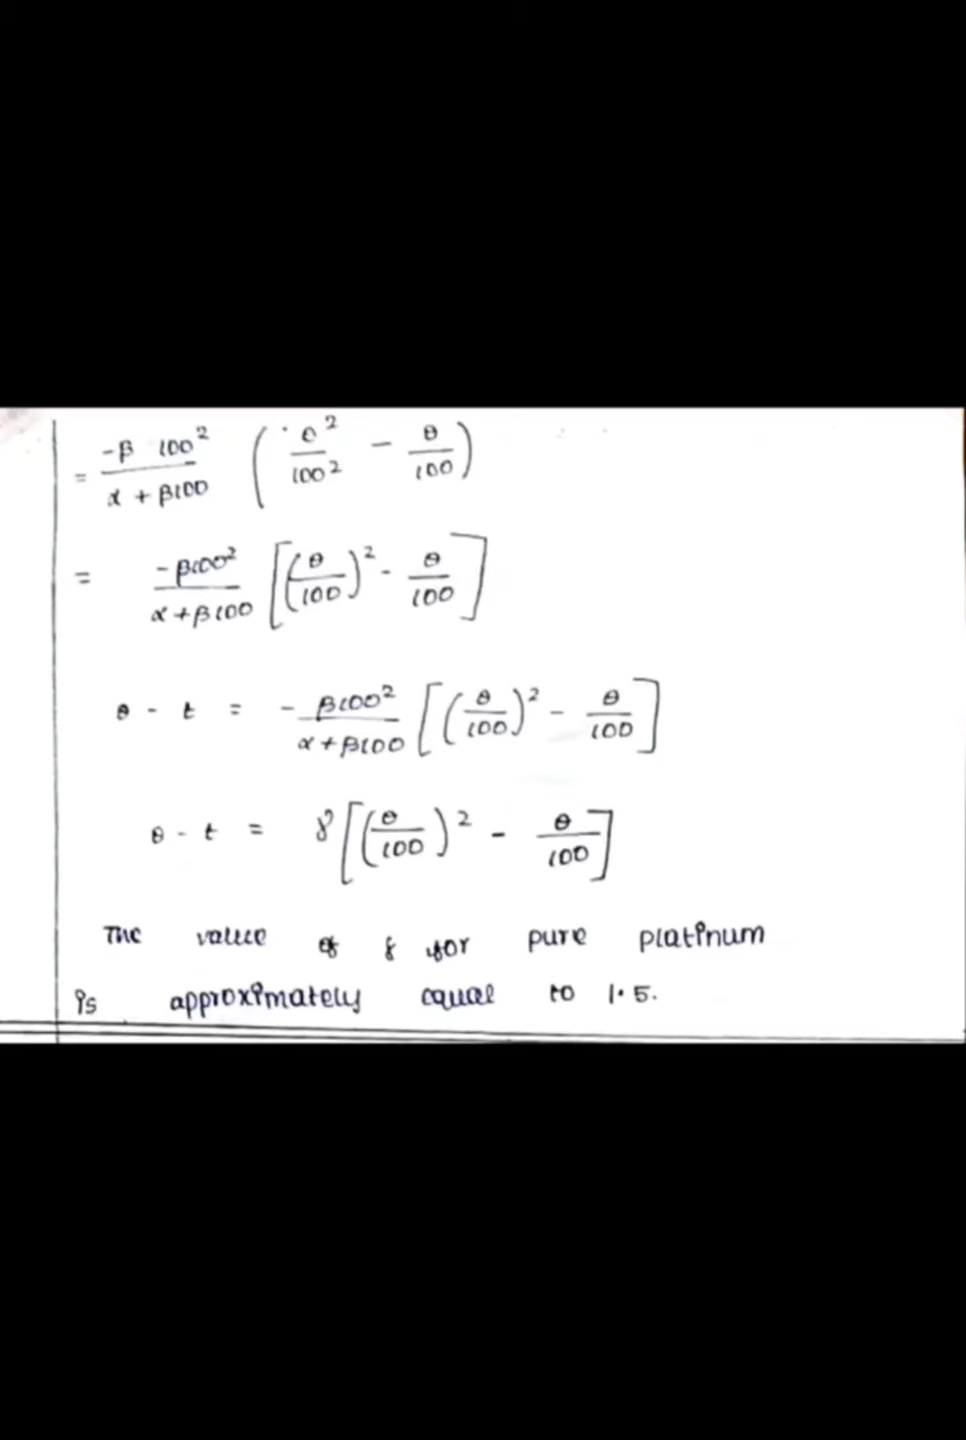 = -β 100² / α + β100 ( θ² / 100² - θ / 100 )
= -β100² / α + β100 [ ( θ / 100 )² - θ / 100 ]
θ - t = - β100² / α + β100 [ ( θ / 100 )² - θ / 100 ]
θ - t = δ [ ( θ / 100 )² - θ / 100 ]
The value of δ for pure platinum
is approximately equal to 1.5.